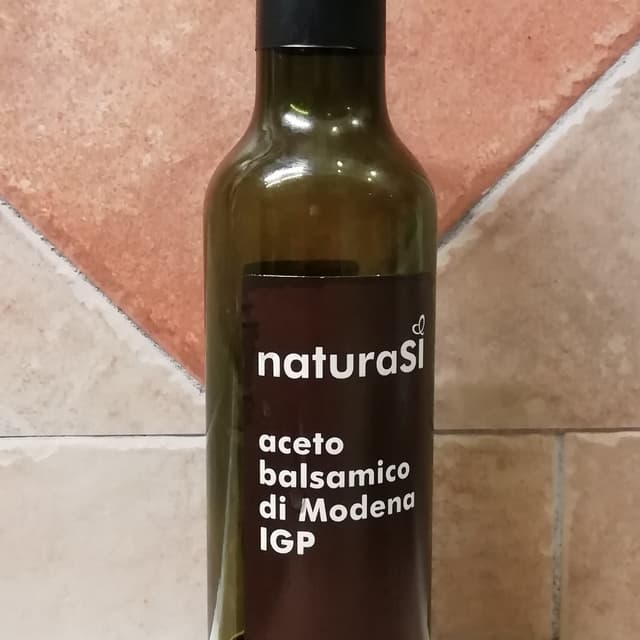 naturaSì
aceto
balsamico
di Modena
IGP